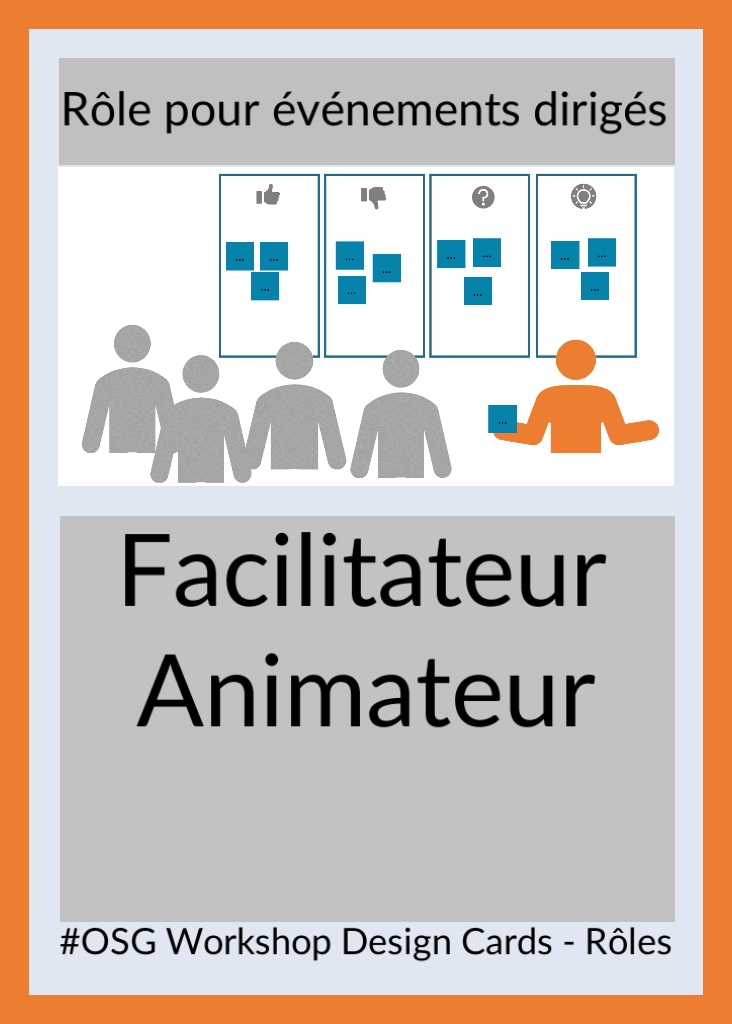 Rôle pour événements dirigés
?
... ... ... ... ... ...
... ... ... ... ... ...
...
Facilitateur
Animateur
#OSG Workshop Design Cards - Rôles